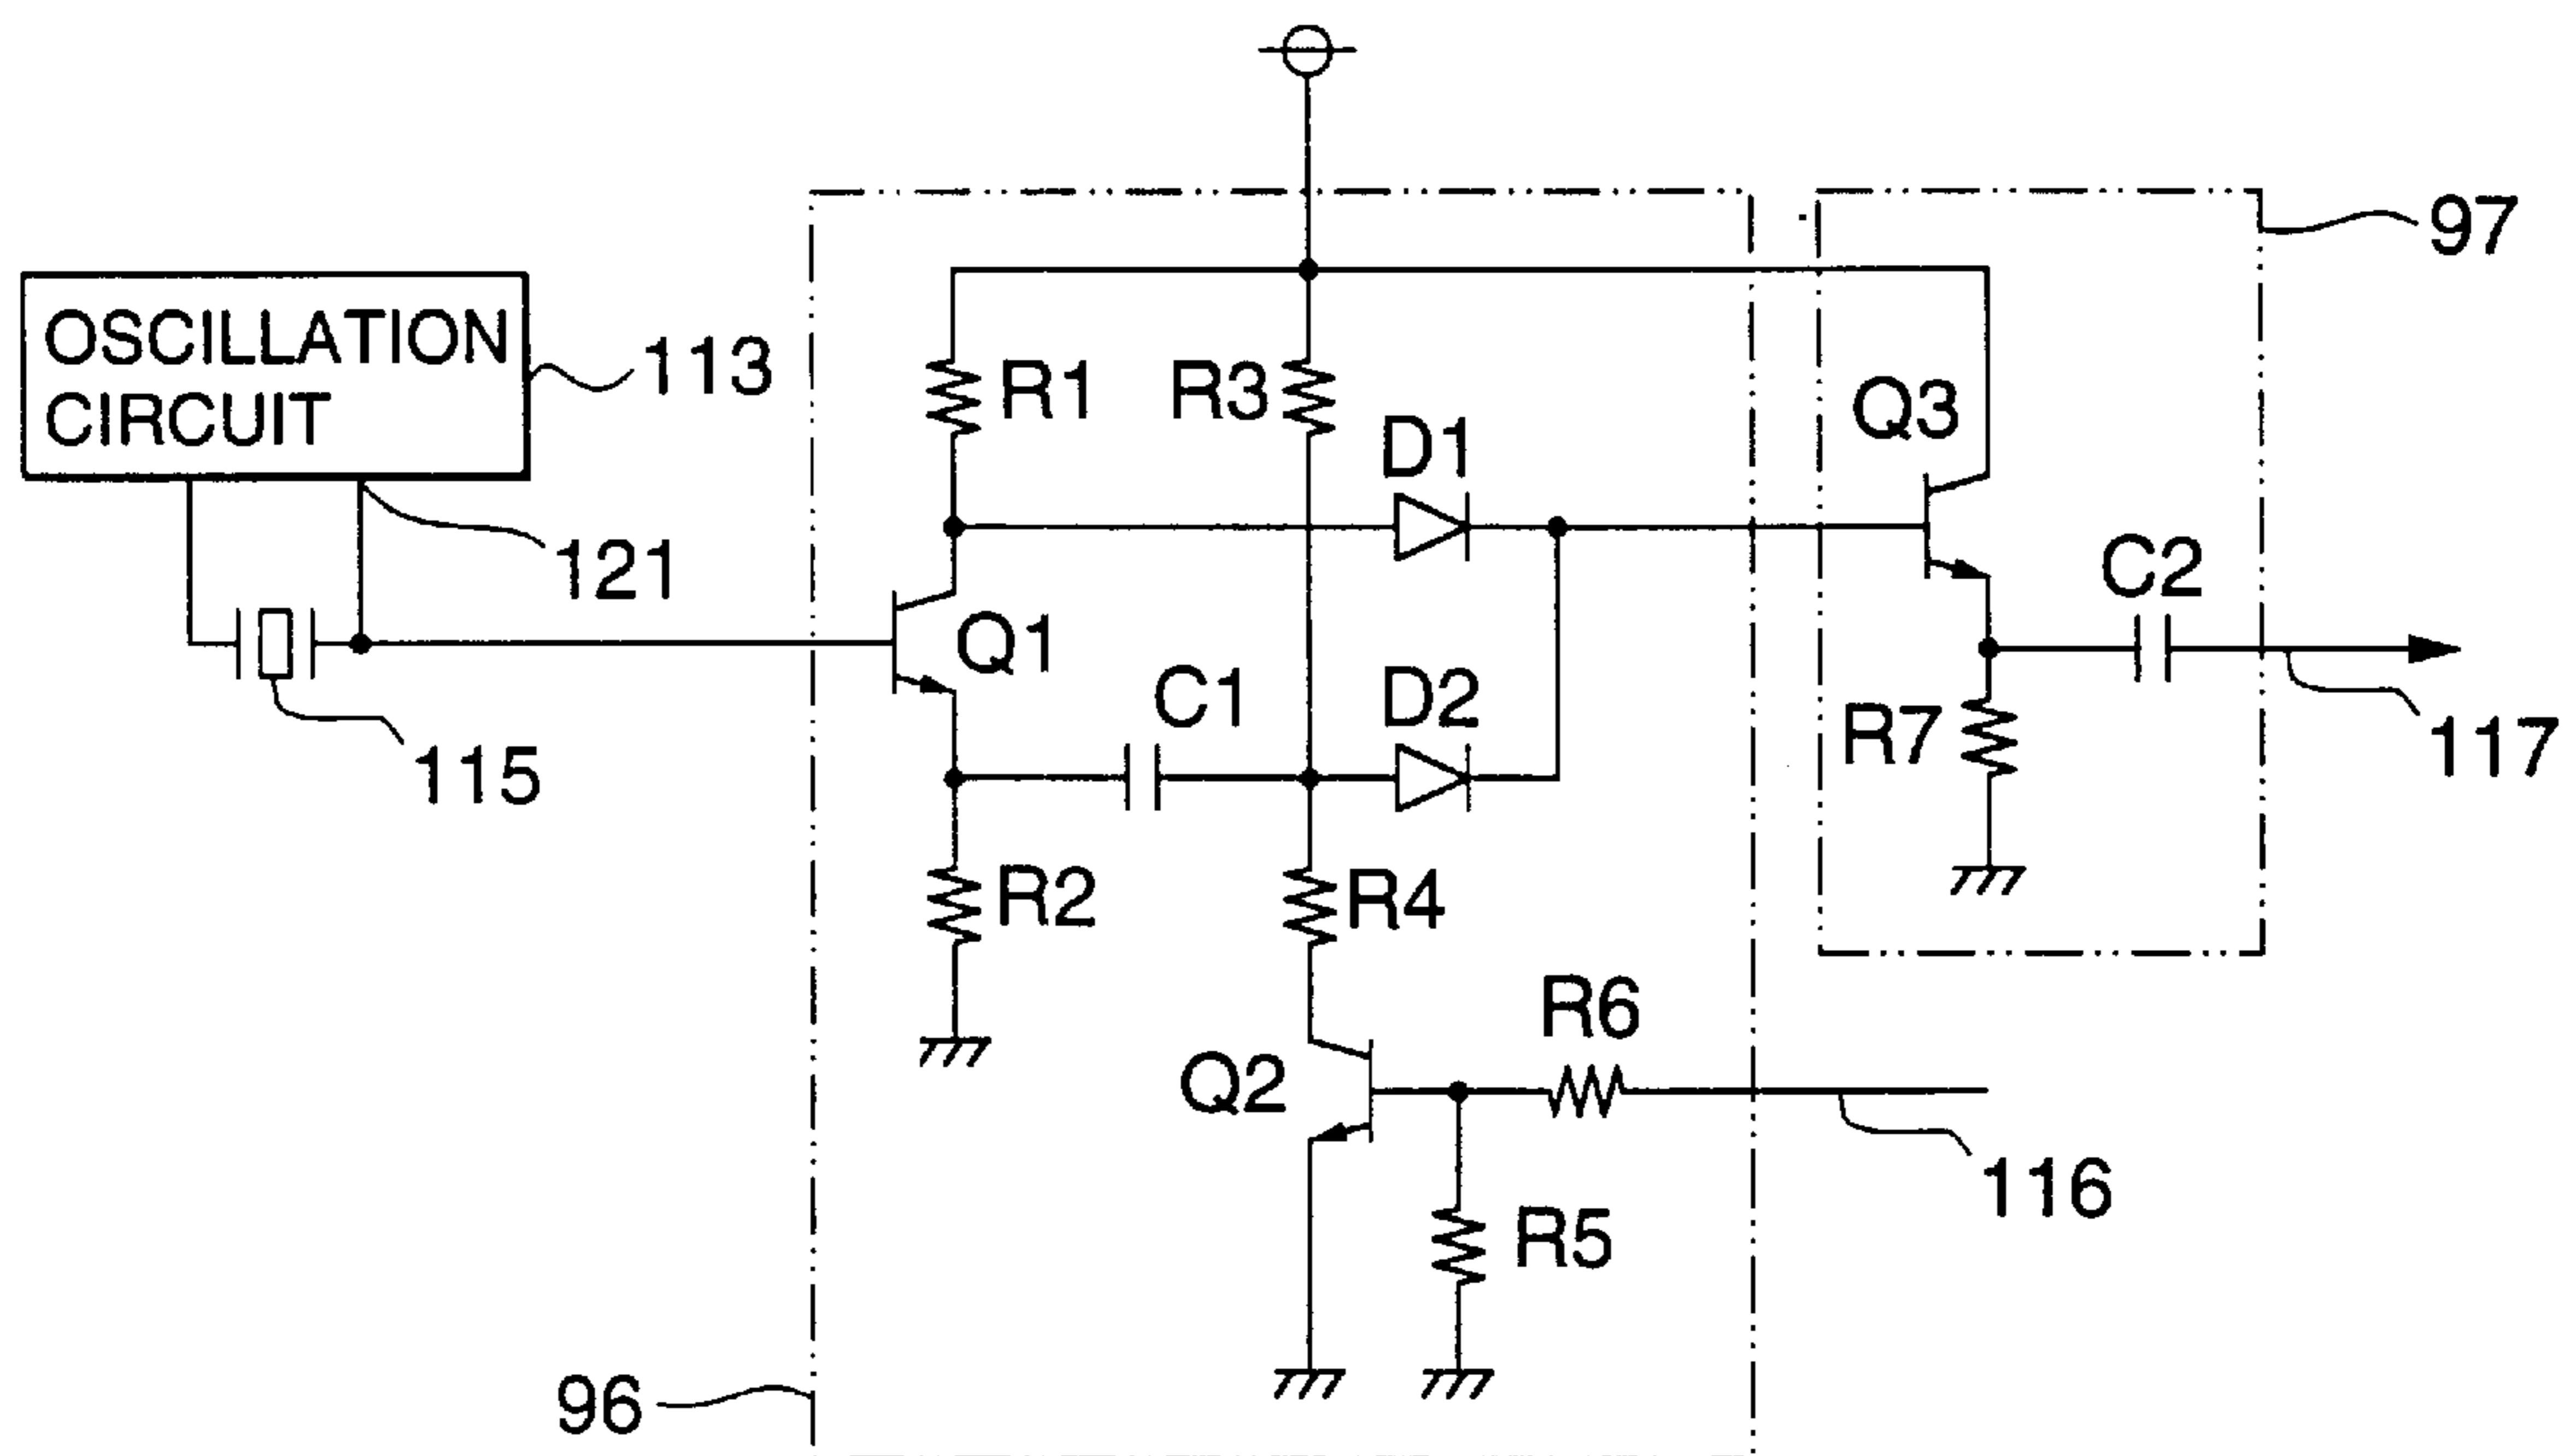 97
OSCILLATION
CIRCUIT
113
R1
R3
D1
Q3
121
C2
Q1
C1
D2
R7
115
117
R2
R4
R6
Q2
116
R5
96